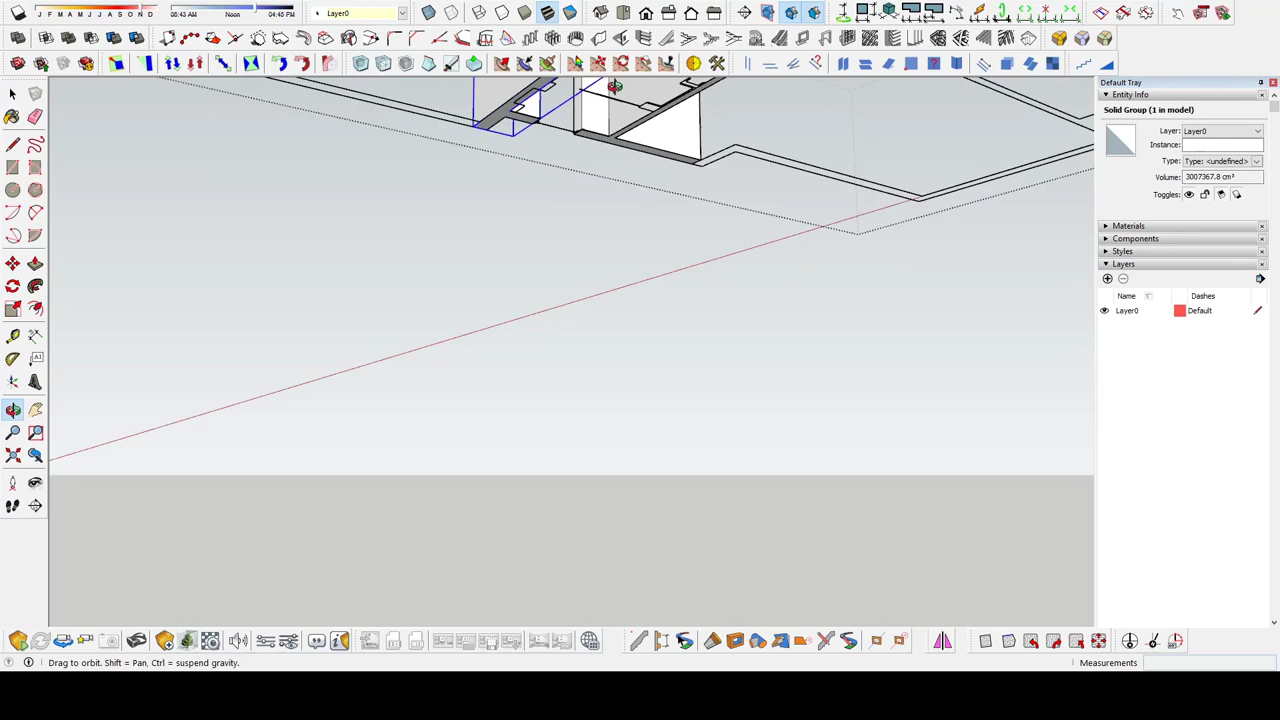 J F M A M J J A S O N D
06:43 AM Noon 04:45 PM
Layer0
Default Tray
Entity Info
Solid Group (1 in model)
Layer: Layer0
Instance:
Type: Type: <undefined>
Volume: 3007367.8 cm³
Toggles:
Materials
Components
Styles
Layers
Name Dashes
Layer0 Default
A1
Drag to orbit. Shift = Pan, Ctrl = suspend gravity.
Measurements